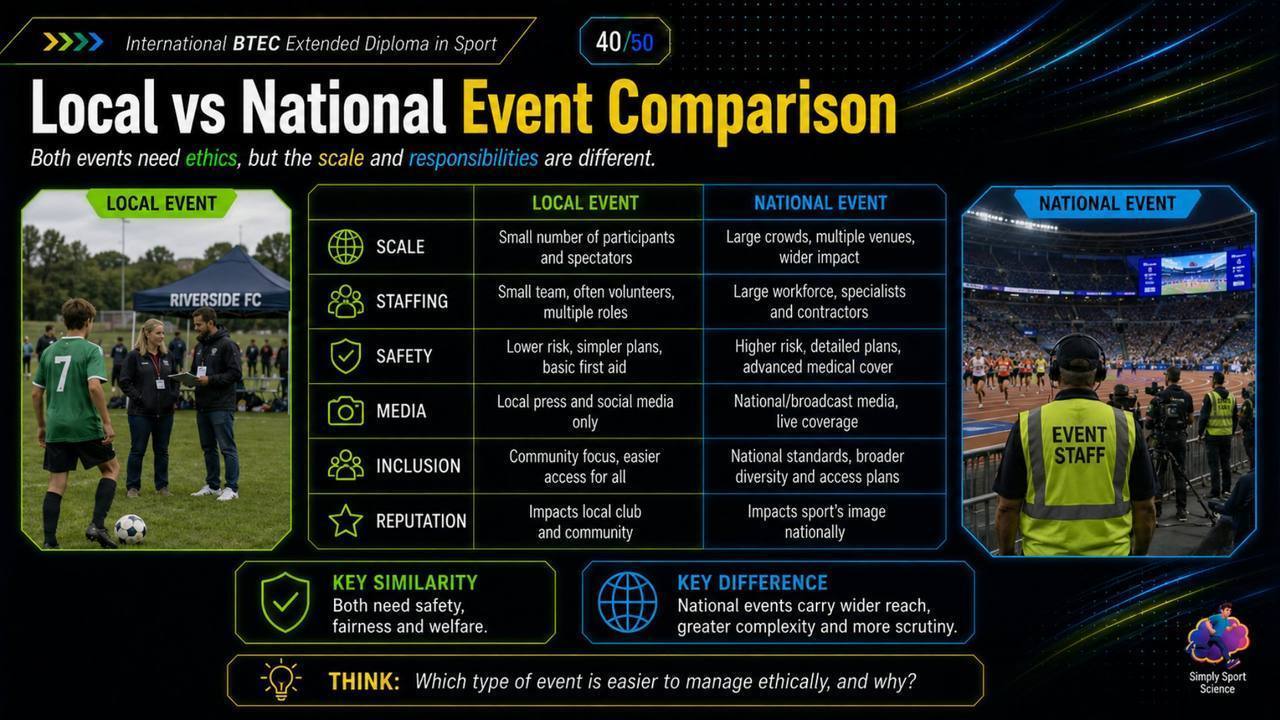 International BTEC Extended Diploma in Sport
40/50
Local vs National Event Comparison
Both events need ethics, but the scale and responsibilities are different.
LOCAL EVENT
RIVERSIDE FC
7
LOCAL EVENT
NATIONAL EVENT
SCALE
Small number of participants
and spectators
Large crowds, multiple venues,
wider impact
STAFFING
Small team, often volunteers,
multiple roles
Large workforce, specialists
and contractors
SAFETY
Lower risk, simpler plans,
basic first aid
Higher risk, detailed plans,
advanced medical cover
MEDIA
Local press and social media
only
National/broadcast media,
live coverage
INCLUSION
Community focus, easier
access for all
National standards, broader
diversity and access plans
REPUTATION
Impacts local club
and community
Impacts sport's image
nationally
NATIONAL EVENT
EVENT
STAFF
KEY SIMILARITY
Both need safety,
fairness and welfare.
KEY DIFFERENCE
National events carry wider reach,
greater complexity and more scrutiny.
THINK: Which type of event is easier to manage ethically, and why?
Simply Sport
Science